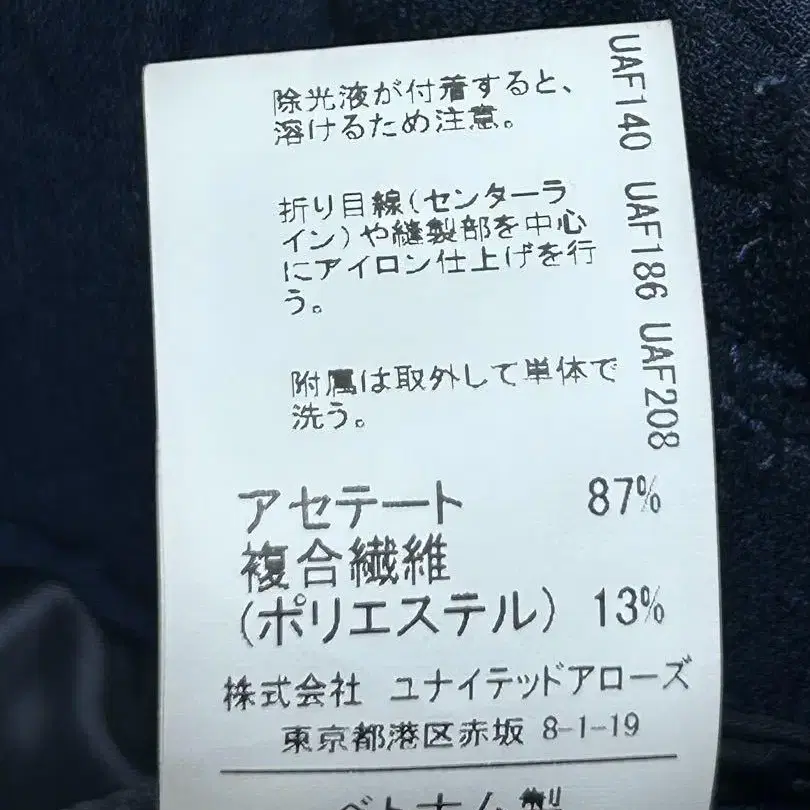 除光液が付着すると、
溶けるため注意。
折り目線(センターラ
イン)や縫製部を中心
にアイロン仕上げを行
う。
附属は取外して単体で
洗う。
アセテート 87%
複合繊維
(ポリエステル) 13%
株式会社 ユナイテッドアローズ
東京都港区赤坂 8-1-19
ベトナム製
UAF140 UAF186 UAF208